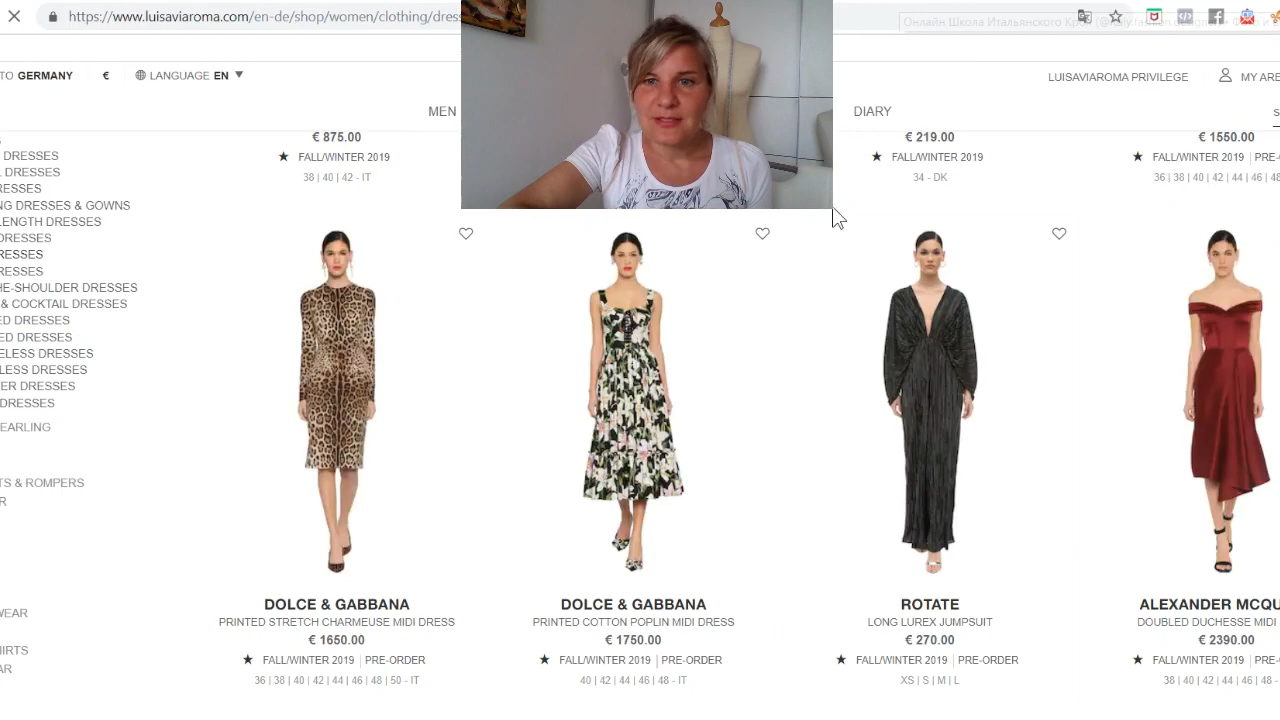 https://www.luisaviaroma.com/en-de/shop/women/clothing/dress
Онлайн Школа Итальянского
TO GERMANY € LANGUAGE EN ▼ LUISAVIAROMA PRIVILEGE MY ARE
MEN DIARY S
€ 875.00 € 219.00 € 1550.00
★ FALL/WINTER 2019 ★ FALL/WINTER 2019 ★ FALL/WINTER 2019 | PRE-O
38 | 40 | 42 - IT 34 - DK 36 | 38 | 40 | 42 | 44 | 46 | 48
DRESSES
L DRESSES
RESSES
NG DRESSES & GOWNS
LENGTH DRESSES
DRESSES
RESSES
RESSES
HE-SHOULDER DRESSES
& COCKTAIL DRESSES
ED DRESSES
ED DRESSES
ELESS DRESSES
LESS DRESSES
ER DRESSES
DRESSES
EARLING
TS & ROMPERS
R
WEAR
HIRTS
AR
DOLCE & GABBANA
PRINTED STRETCH CHARMEUSE MIDI DRESS
€ 1650.00
★ FALL/WINTER 2019 | PRE-ORDER
36 | 38 | 40 | 42 | 44 | 46 | 48 | 50 - IT
DOLCE & GABBANA
PRINTED COTTON POPLIN MIDI DRESS
€ 1750.00
★ FALL/WINTER 2019 | PRE-ORDER
40 | 42 | 44 | 46 | 48 - IT
ROTATE
LONG LUREX JUMPSUIT
€ 270.00
★ FALL/WINTER 2019 | PRE-ORDER
XS | S | M | L
ALEXANDER MCQU
DOUBLED DUCHESSE MIDI
€ 2390.00
★ FALL/WINTER 2019 | PRE-O
38 | 40 | 42 | 44 | 46 | 48 -